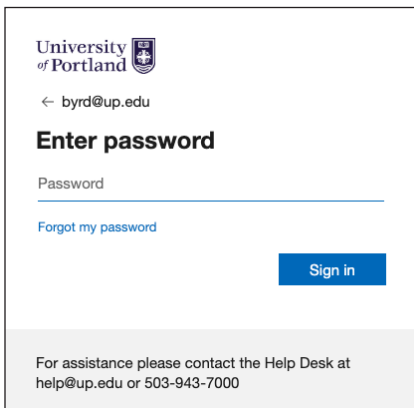 University
of Portland
← byrd@up.edu
Enter password
Password
Forgot my password
Sign in
For assistance please contact the Help Desk at
help@up.edu or 503-943-7000